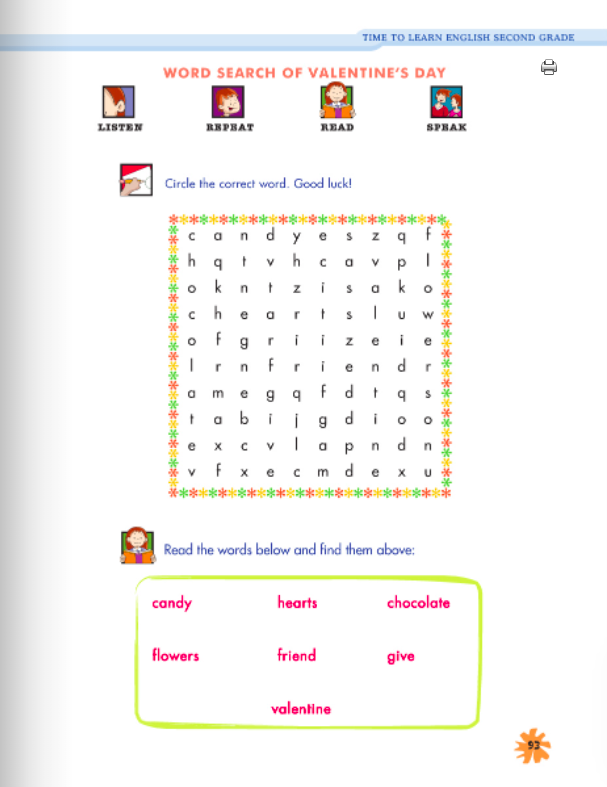 TIME TO LEARN ENGLISH SECOND GRADE
WORD SEARCH OF VALENTINE'S DAY
LISTEN REPEAT READ SPEAK
Circle the correct word. Good luck!
c a n d y e s z q f
h q t v h c a v p l
o k n t z i s a k o
c h e a r t s l u w
o f g r i i z e i e
l r n f r i e n d r
a m e g q f d t q s
t a b i j g d i o o
e x c v l a p n d n
v f x e c m d e x u
Read the words below and find them above:
candy hearts chocolate
flowers friend give
valentine
93